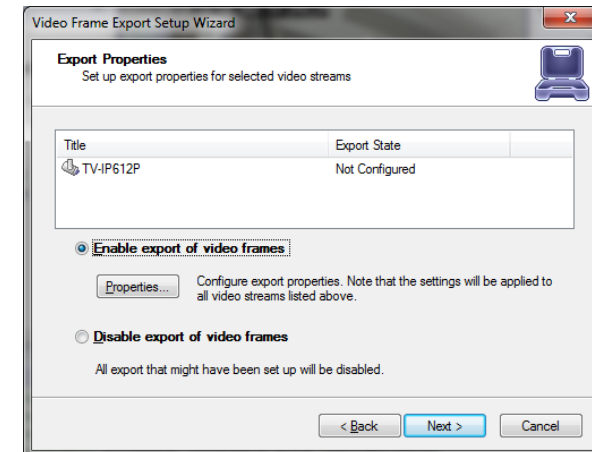 Video Frame Export Setup Wizard
Export Properties
Set up export properties for selected video streams
Title Export State
TV-IP612P Not Configured
Enable export of video frames
Properties... Configure export properties. Note that the settings will be applied to
all video streams listed above.
Disable export of video frames
All export that might have been set up will be disabled.
< Back Next > Cancel